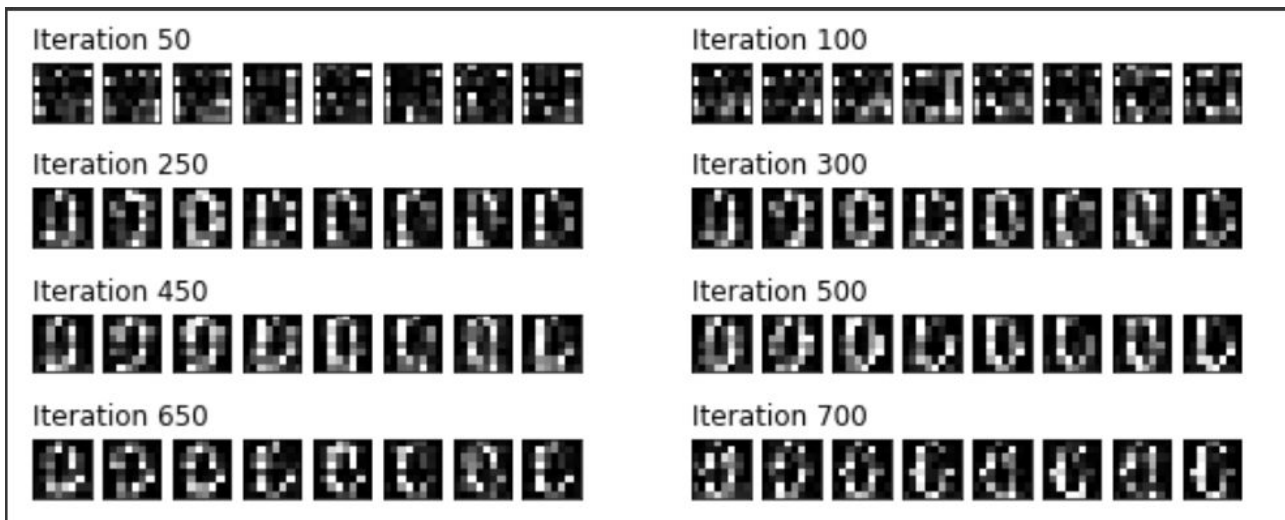 Iteration 50
Iteration 100
Iteration 250
Iteration 300
Iteration 450
Iteration 500
Iteration 650
Iteration 700